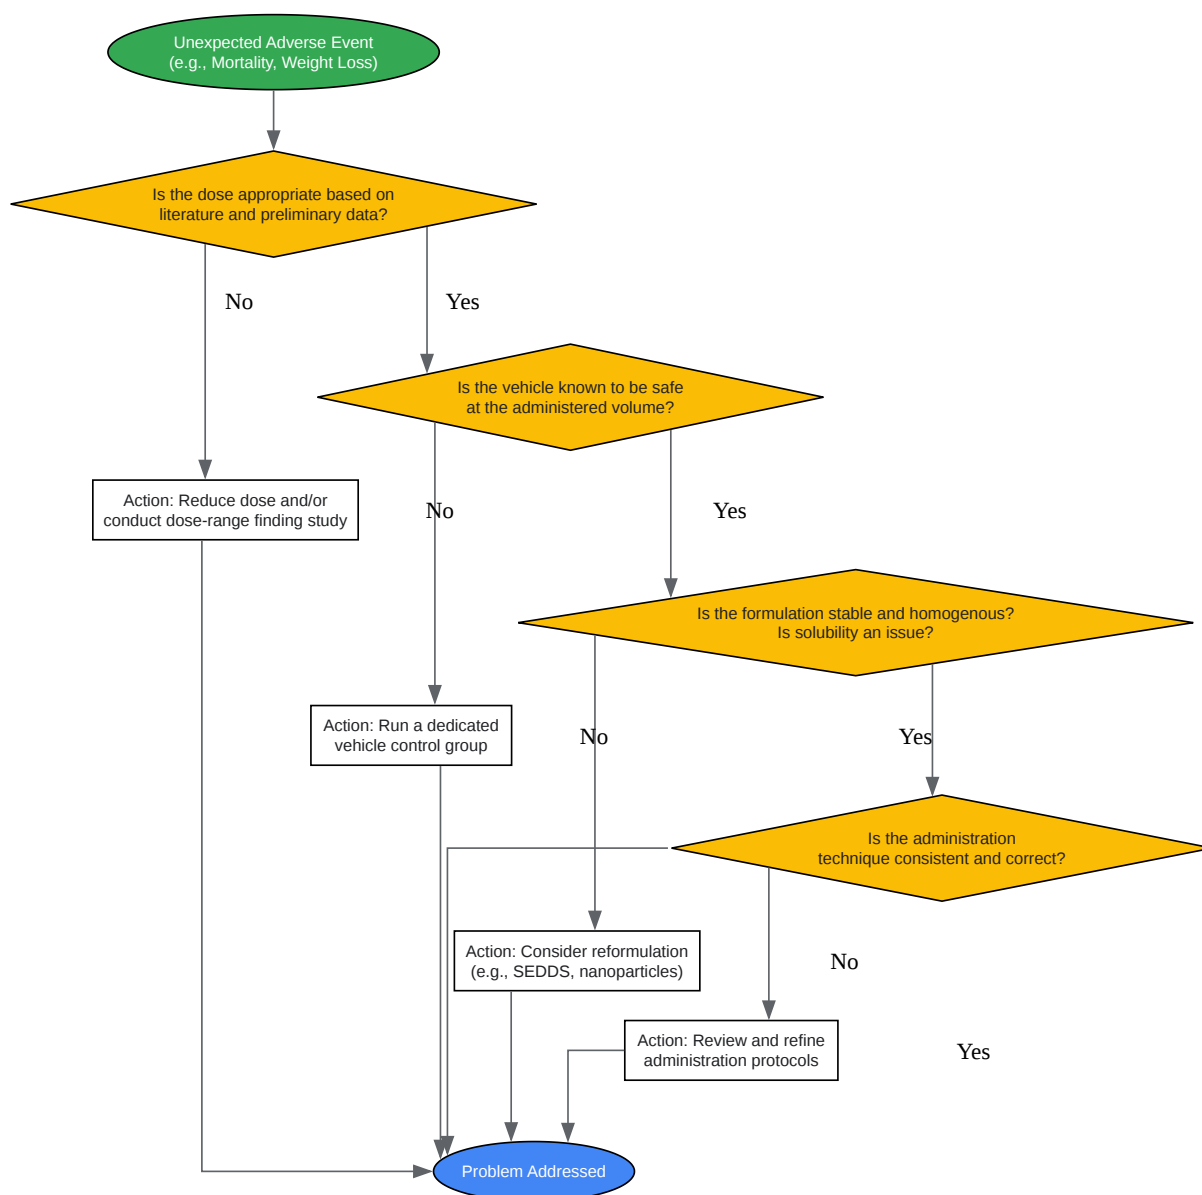 Unexpected Adverse Event
(e.g., Mortality, Weight Loss)
Is the dose appropriate based on
literature and preliminary data?
No
Yes
Is the vehicle known to be safe
at the administered volume?
Action: Reduce dose and/or
conduct dose-range finding study
No
Yes
Is the formulation stable and homogenous?
Is solubility an issue?
Action: Run a dedicated
vehicle control group
No
Yes
Is the administration
technique consistent and correct?
Action: Consider reformulation
(e.g., SEDDS, nanoparticles)
No
Action: Review and refine
administration protocols
Yes
Problem Addressed